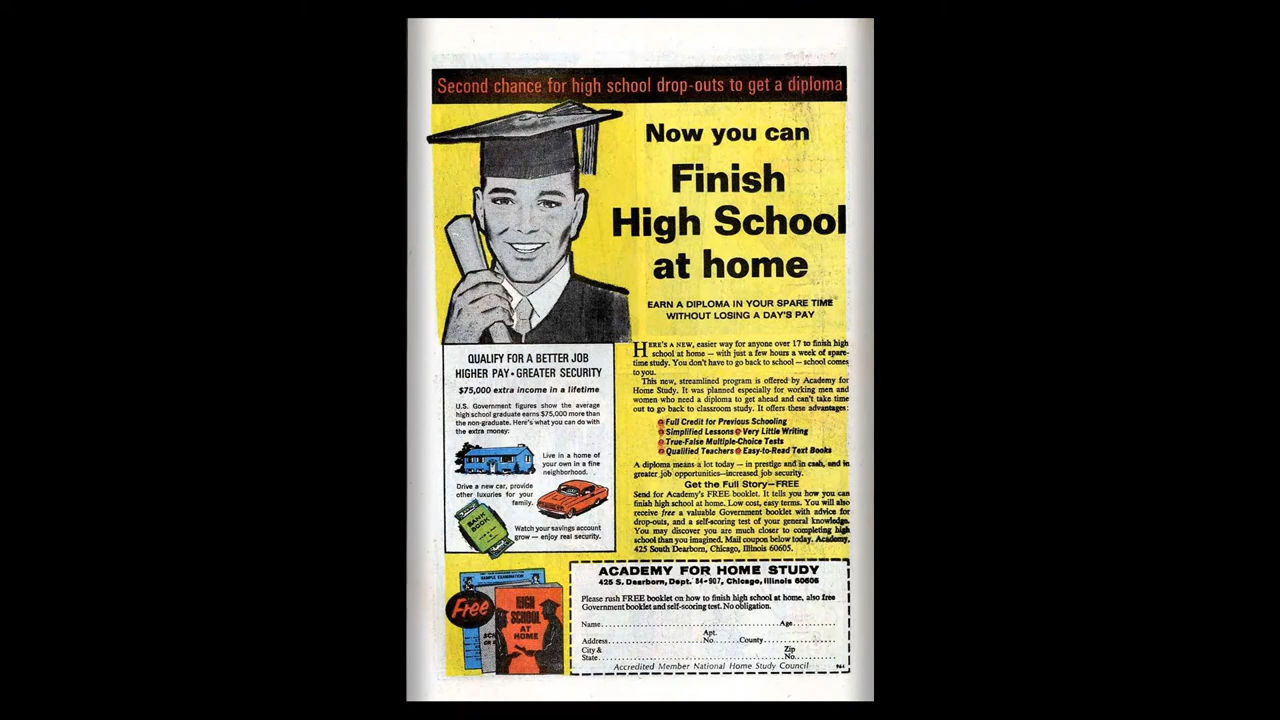 Second chance for high school drop-outs to get a diploma
Now you can
Finish
High School
at home
EARN A DIPLOMA IN YOUR SPARE TIME
WITHOUT LOSING A DAY'S PAY
HERE'S A NEW, easier way for anyone over 17 to finish high
school at home — with just a few hours a week of spare-
time study. You don't have to go back to school — school comes
to you.
This new, streamlined program is offered by Academy for
Home Study. It was planned especially for working men and
women who need a diploma to get ahead and can't take time
out to go back to classroom study. It offers these advantages:
Full Credit for Previous Schooling
Simplified Lessons Very Little Writing
True-False Multiple-Choice Tests
Qualified Teachers Easy-to-Read Text Books
A diploma means a lot today — in prestige and in cash, and in
greater job opportunities—increased job security.
Get the Full Story—FREE
Send for Academy's FREE booklet. It tells you how you can
finish high school at home. Low cost, easy terms. You will also
receive free a valuable Government booklet with advice for
drop-outs, and a self-scoring test of your general knowledge.
You may discover you are much closer to completing high
school than you imagined. Mail coupon below today. Academy,
425 South Dearborn, Chicago, Illinois 60605.
QUALIFY FOR A BETTER JOB
HIGHER PAY • GREATER SECURITY
$75,000 extra income in a lifetime
U.S. Government figures show the average
high school graduate earns $75,000 more than
the non-graduate. Here's what you can do with
the extra money:
Live in a home of
your own in a fine
neighborhood.
Drive a new car, provide
other luxuries for your
family.
BANK
BOOK
Watch your savings account
grow — enjoy real security.
SAMPLE EXAMINATION
Free
HIGH
SCHOOL
AT
HOME
ACADEMY FOR HOME STUDY
425 S. Dearborn, Dept. 84-907, Chicago, Illinois 60605
Please rush FREE booklet on how to finish high school at home, also free
Government booklet and self-scoring test. No obligation.
Name Age
Address Apt. No. County
City & State Zip No.
Accredited Member National Home Study Council 964